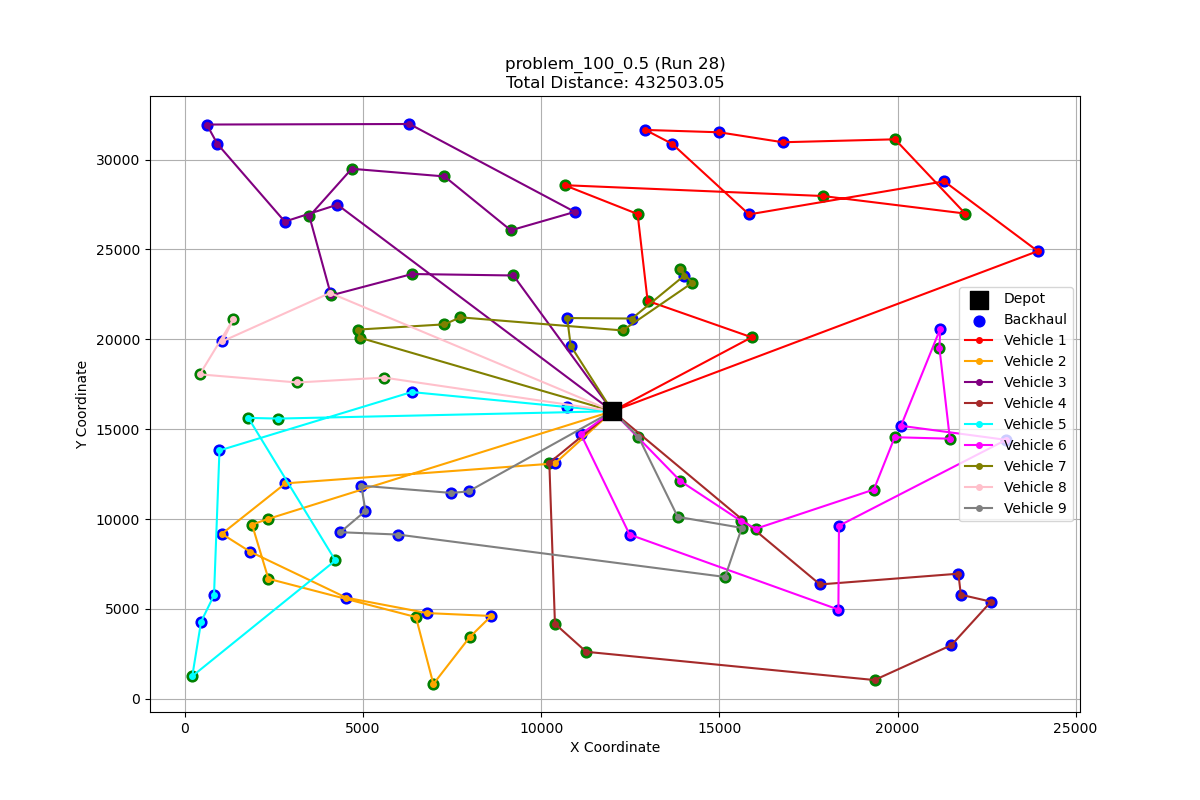 problem_100_0.5 (Run 28)
Total Distance: 432503.05
Y Coordinate
30000
25000
20000
15000
10000
5000
0
Depot
Backhaul
Vehicle 1
Vehicle 2
Vehicle 3
Vehicle 4
Vehicle 5
Vehicle 6
Vehicle 7
Vehicle 8
Vehicle 9
0 5000 10000 15000 20000 25000
X Coordinate